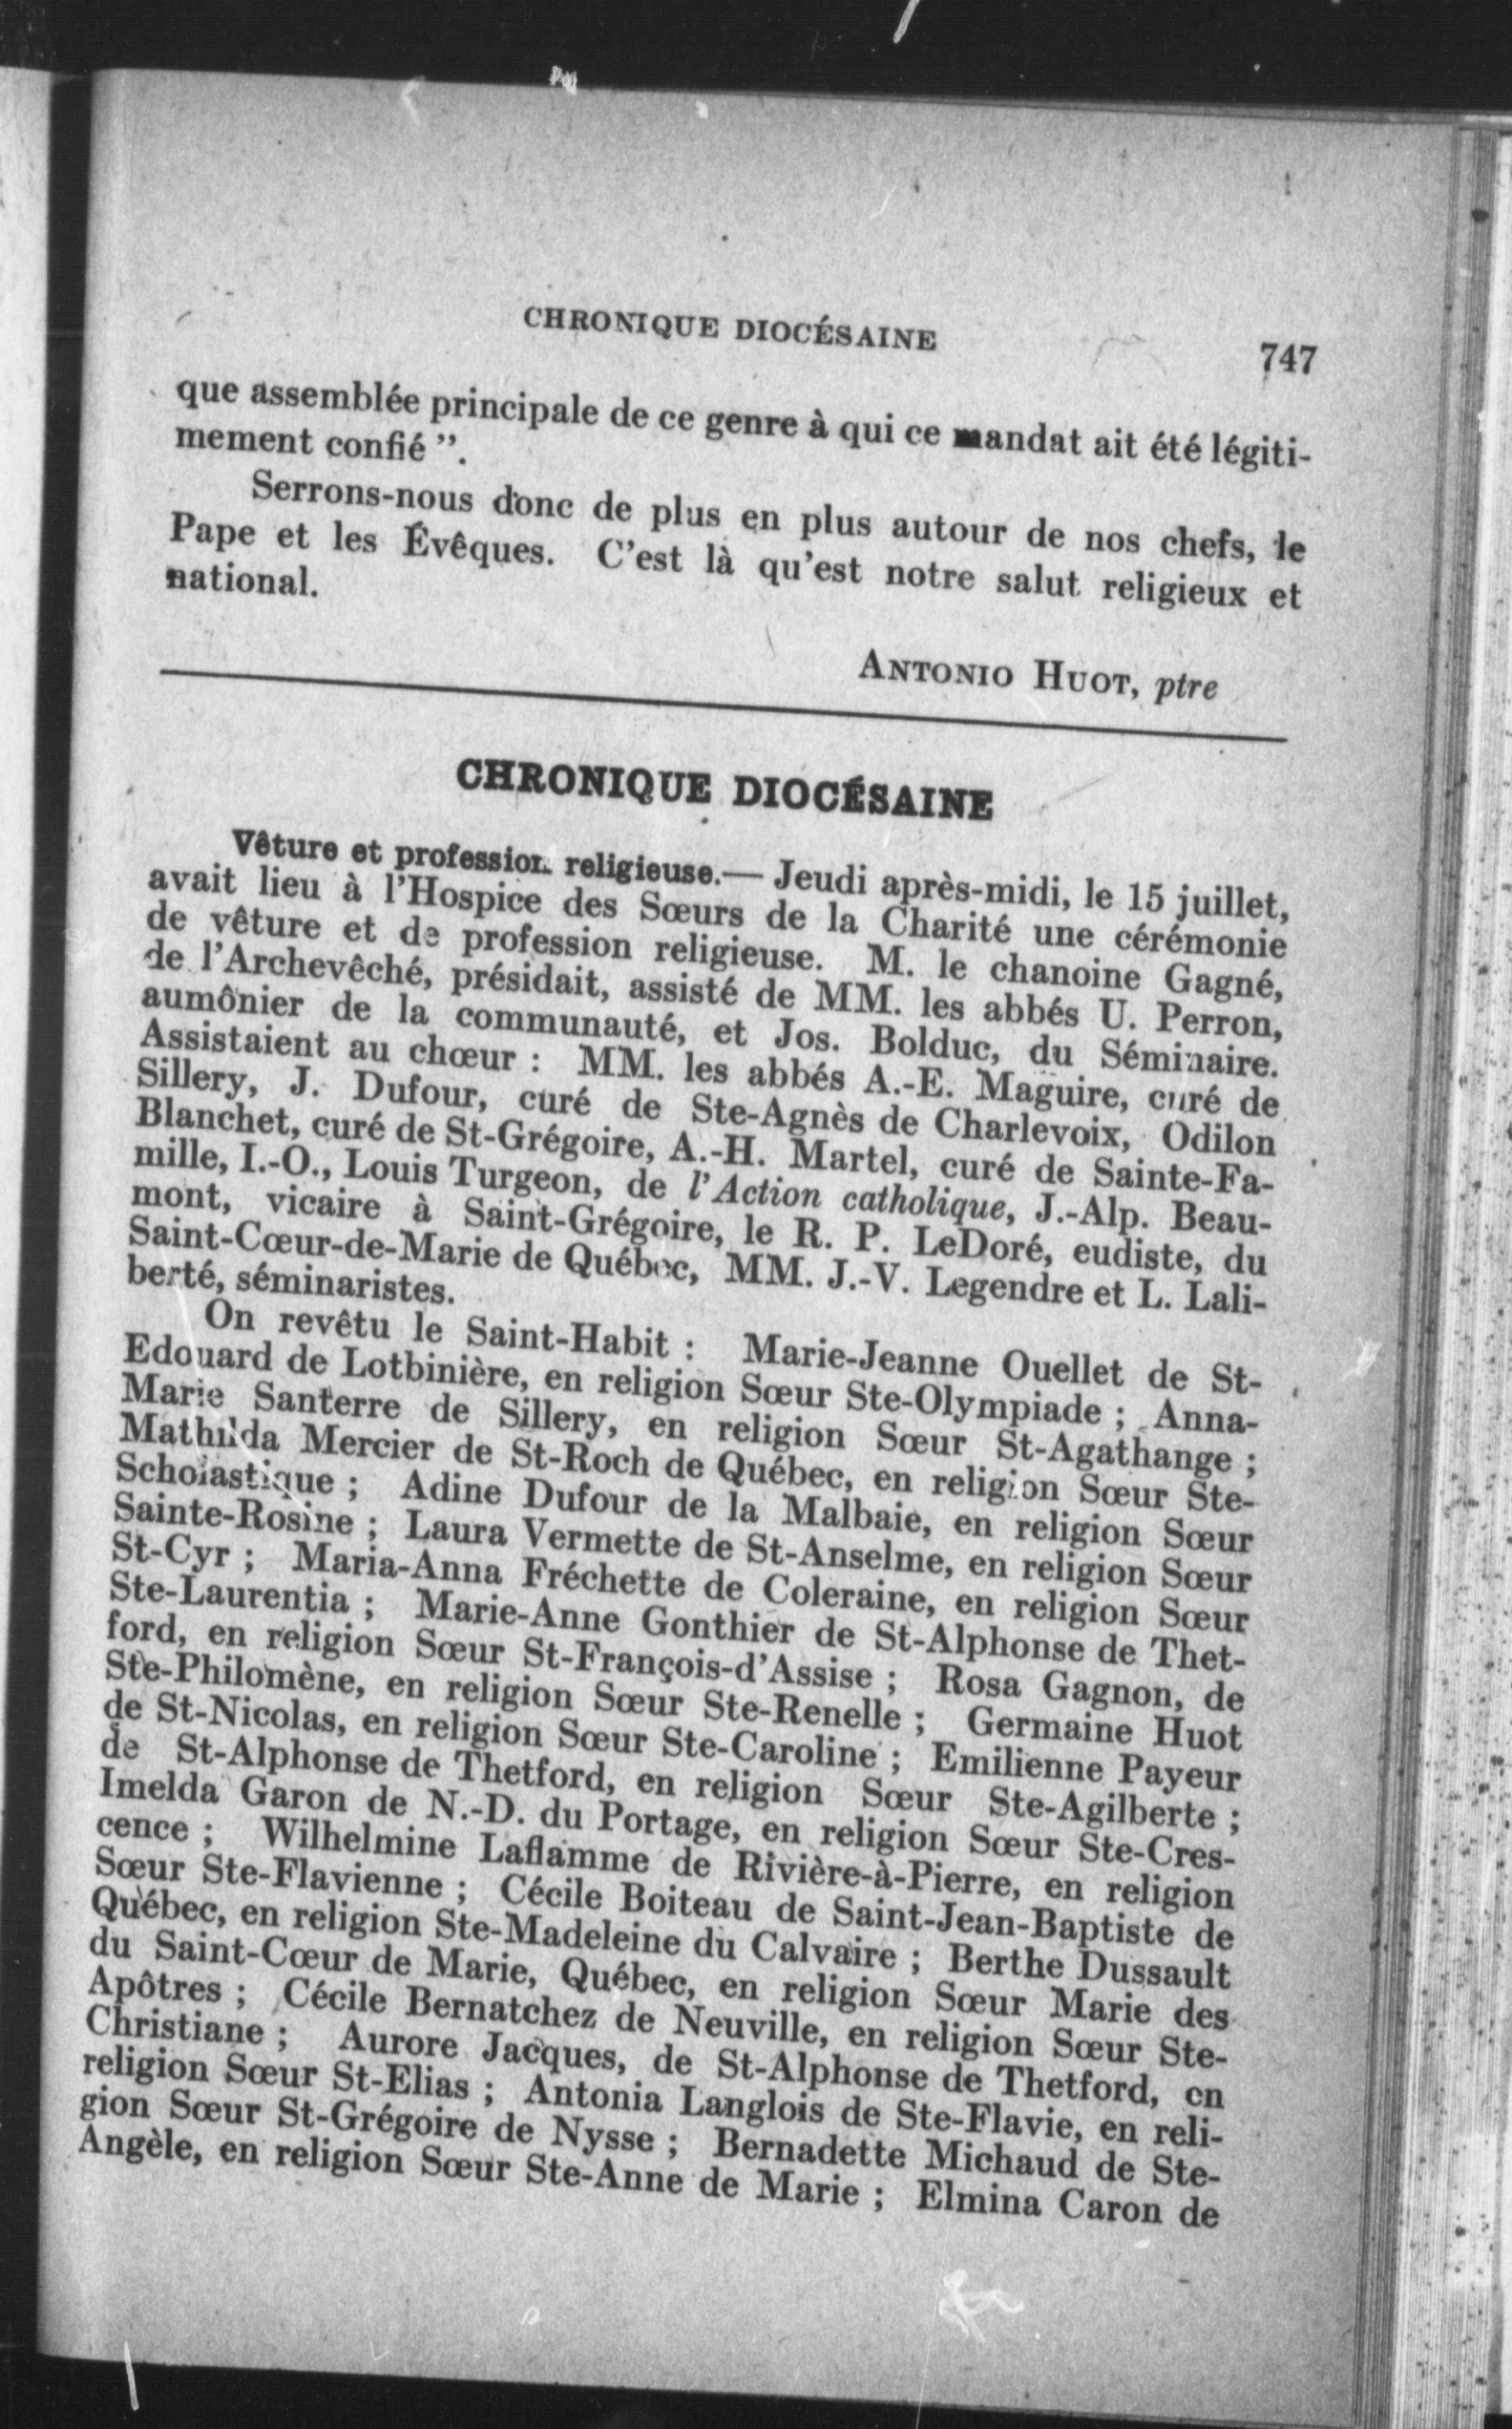 CHRONIQUE DIOCÉSAINE
747
que assemblée principale de ce genre à qui ce mandat ait été légiti-
mement confié ”.
Serrons-nous donc de plus en plus autour de nos chefs, le
Pape et les Évêques. C’est là qu’est notre salut religieux et
national.
ANTONIO HUOT, ptre
CHRONIQUE DIOCÉSAINE
Vêture et profession religieuse.— Jeudi après-midi, le 15 juillet,
avait lieu à l’Hospice des Sœurs de la Charité une cérémonie
de vêture et de profession religieuse. M. le chanoine Gagné,
de l’Archevêché, présidait, assisté de MM. les abbés U. Perron,
aumônier de la communauté, et Jos. Bolduc, du Séminaire.
Assistaient au chœur : MM. les abbés A.-E. Maguire, curé de
Sillery, J. Dufour, curé de Ste-Agnès de Charlevoix, Odilon
Blanchet, curé de St-Grégoire, A.-H. Martel, curé de Sainte-Fa-
mille, I.-O., Louis Turgeon, de l’Action catholique, J.-Alp. Beau-
mont, vicaire à Saint-Grégoire, le R. P. LeDoré, eudiste, du
Saint-Cœur-de-Marie de Québec, MM. J.-V. Legendre et L. Lali-
berté, séminaristes.
On revêtu le Saint-Habit : Marie-Jeanne Ouellet de St-
Edouard de Lotbinière, en religion Sœur Ste-Olympiade ; Anna-
Marie Santerre de Sillery, en religion Sœur St-Agathange ;
Mathilda Mercier de St-Roch de Québec, en religion Sœur Ste-
Scholastique ; Adine Dufour de la Malbaie, en religion Sœur
Sainte-Rosine ; Laura Vermette de St-Anselme, en religion Sœur
St-Cyr ; Maria-Anna Fréchette de Coleraine, en religion Sœur
Ste-Laurentia ; Marie-Anne Gonthier de St-Alphonse de Thet-
ford, en religion Sœur St-François-d’Assise ; Rosa Gagnon, de
Ste-Philomène, en religion Sœur Ste-Renelle ; Germaine Huot
de St-Nicolas, en religion Sœur Ste-Caroline ; Emilienne Payeur
de St-Alphonse de Thetford, en religion Sœur Ste-Agilberte ;
Imelda Garon de N.-D. du Portage, en religion Sœur Ste-Cres-
cence ; Wilhelmine Laflamme de Rivière-à-Pierre, en religion
Sœur Ste-Flavienne ; Cécile Boiteau de Saint-Jean-Baptiste de
Québec, en religion Ste-Madeleine du Calvaire ; Berthe Dussault
du Saint-Cœur de Marie, Québec, en religion Sœur Marie des
Apôtres ; Cécile Bernatchez de Neuville, en religion Sœur Ste-
Christiane ; Aurore Jacques, de St-Alphonse de Thetford, en
religion Sœur St-Elias ; Antonia Langlois de Ste-Flavie, en reli-
gion Sœur St-Grégoire de Nysse ; Bernadette Michaud de Ste-
Angèle, en religion Sœur Ste-Anne de Marie ; Elmina Caron de